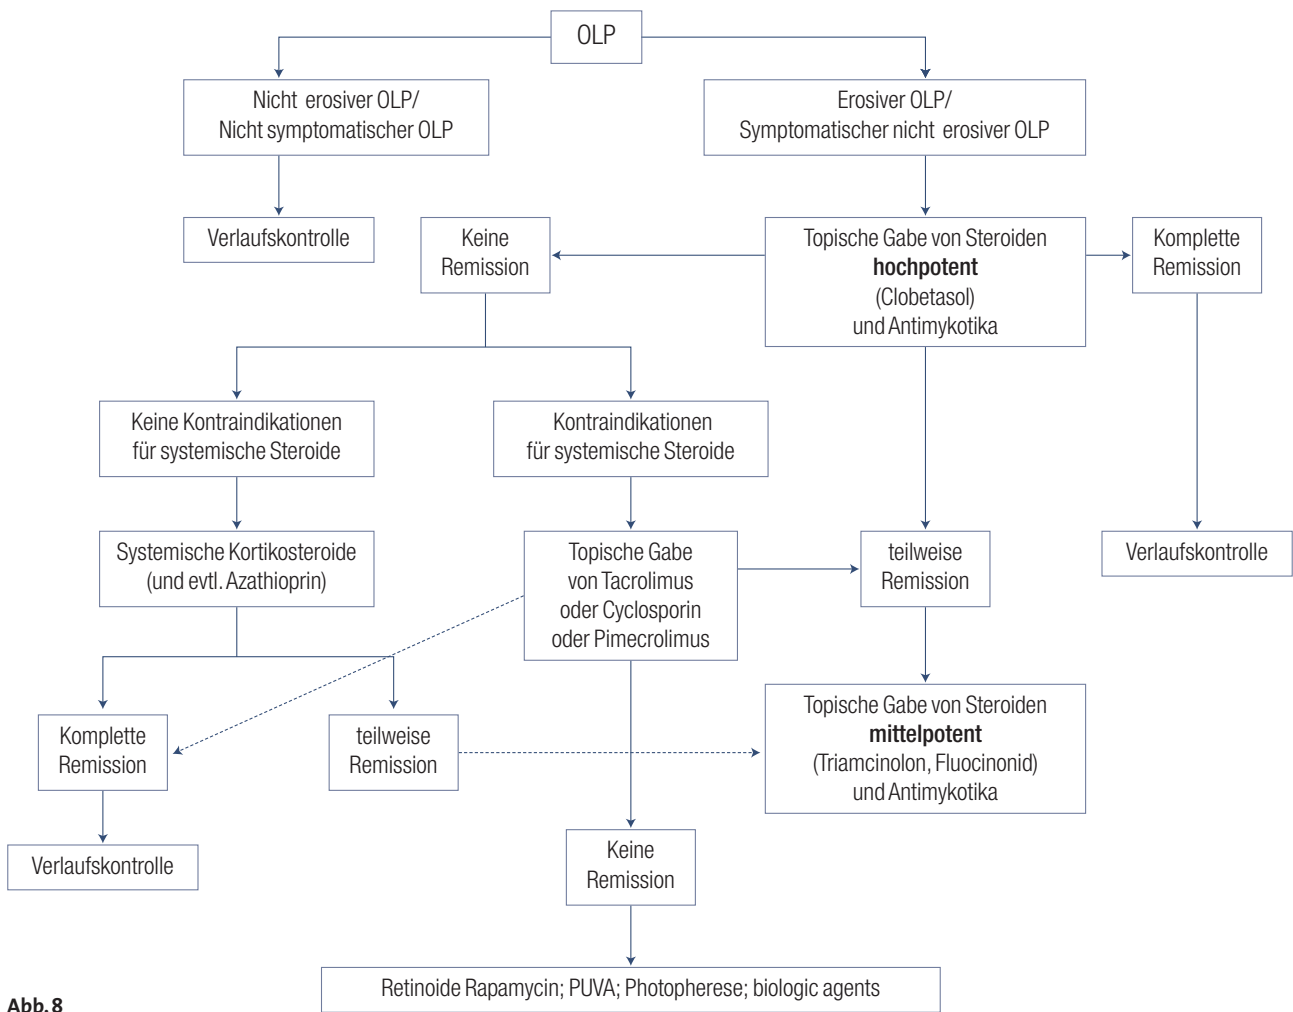 OLP
Nicht erosiver OLP/
Nicht symptomatischer OLP
Erosiver OLP/
Symptomatischer nicht erosiver OLP
Verlaufskontrolle
Keine
Remission
Topische Gabe von Steroiden
hochpotent
(Clobetasol)
und Antimykotika
Komplette
Remission
Keine Kontraindikationen
für systemische Steroide
Kontraindikationen
für systemische Steroide
Systemische Kortikosteroide
(und evtl. Azathioprin)
Topische Gabe
von Tacrolimus
oder Cyclosporin
oder Pimecrolimus
teilweise
Remission
Verlaufskontrolle
Komplette
Remission
teilweise
Remission
Topische Gabe von Steroiden
mittelpotent
(Triamcinolon, Fluocinonid)
und Antimykotika
Verlaufskontrolle
Keine
Remission
Retinoide Rapamycin; PUVA; Photopherese; biologic agents
Abb. 8